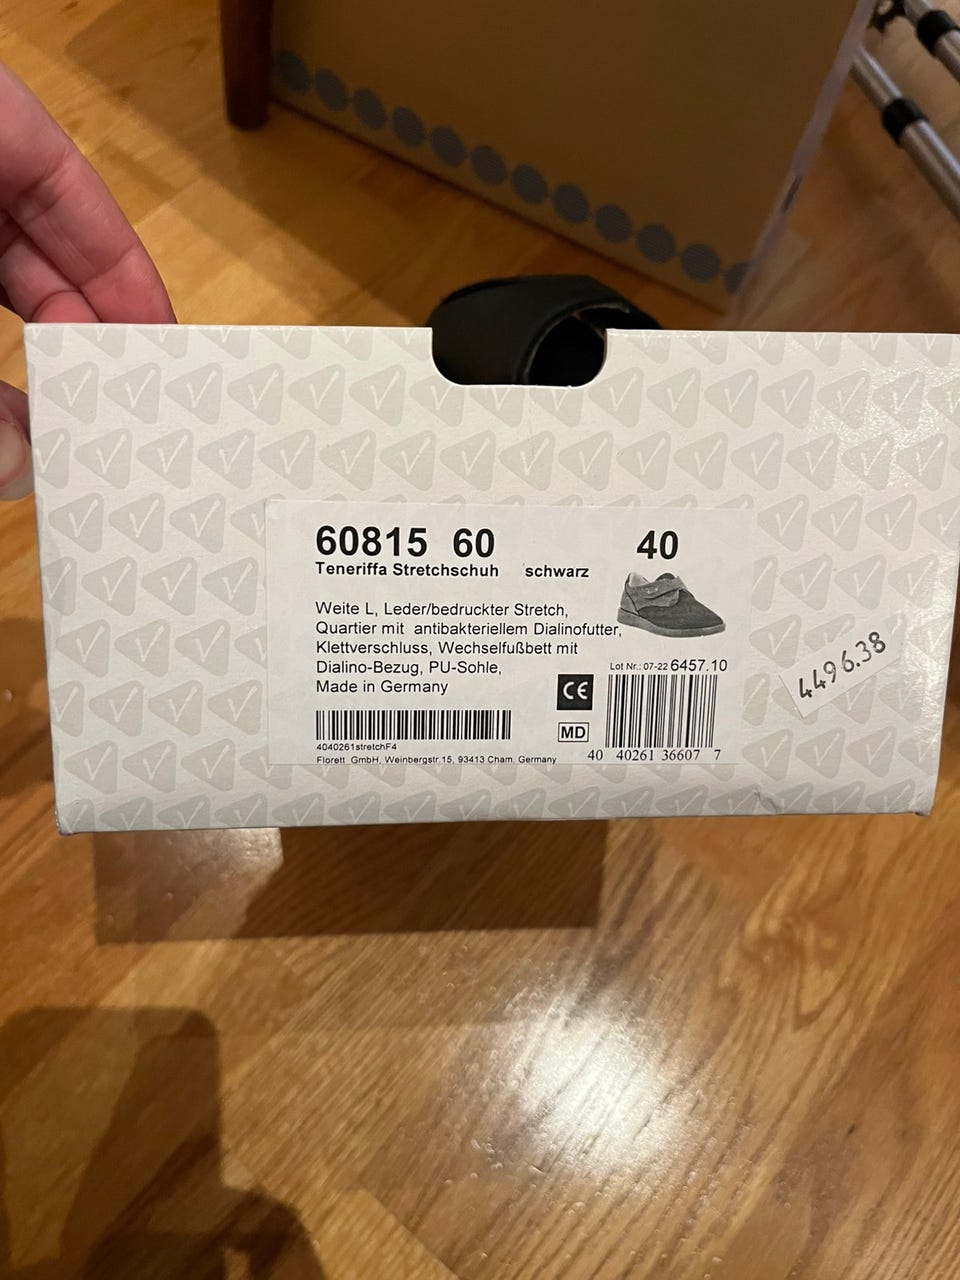 60815 60 40
Teneriffa Stretchschuh schwarz
Weite L, Leder/bedruckter Stretch,
Quartier mit antibakteriellem Dialinofutter,
Klettverschluss, Wechselfußbett mit
Dialino-Bezug, PU-Sohle,
Made in Germany
Lot Nr.: 07-22 6457.10
CE
MD
4040261stretchF4
Florett GmbH, Weinbergstr.15, 93413 Cham, Germany
40 40261 36607 7
4496.38